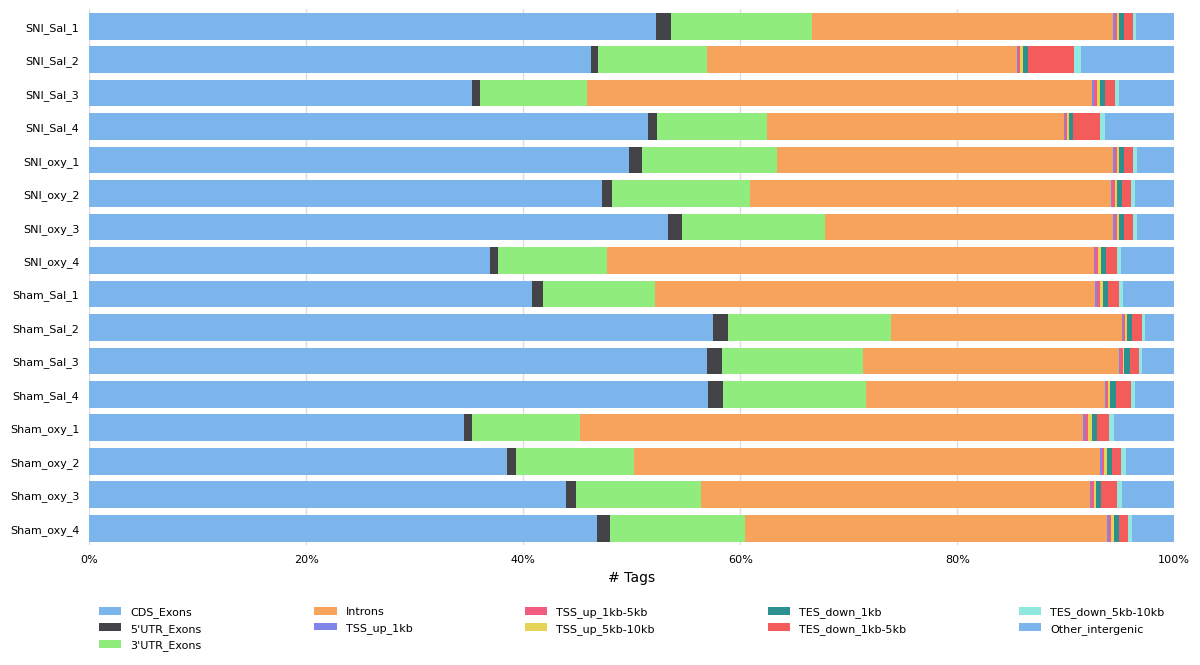 SNI_Sal_1
SNI_Sal_2
SNI_Sal_3
SNI_Sal_4
SNI_oxy_1
SNI_oxy_2
SNI_oxy_3
SNI_oxy_4
Sham_Sal_1
Sham_Sal_2
Sham_Sal_3
Sham_Sal_4
Sham_oxy_1
Sham_oxy_2
Sham_oxy_3
Sham_oxy_4
0% 20% 40% 60% 80% 100%
# Tags
CDS_Exons Introns TSS_up_1kb-5kb TES_down_1kb TES_down_5kb-10kb
5'UTR_Exons TSS_up_1kb TSS_up_5kb-10kb TES_down_1kb-5kb Other_intergenic
3'UTR_Exons